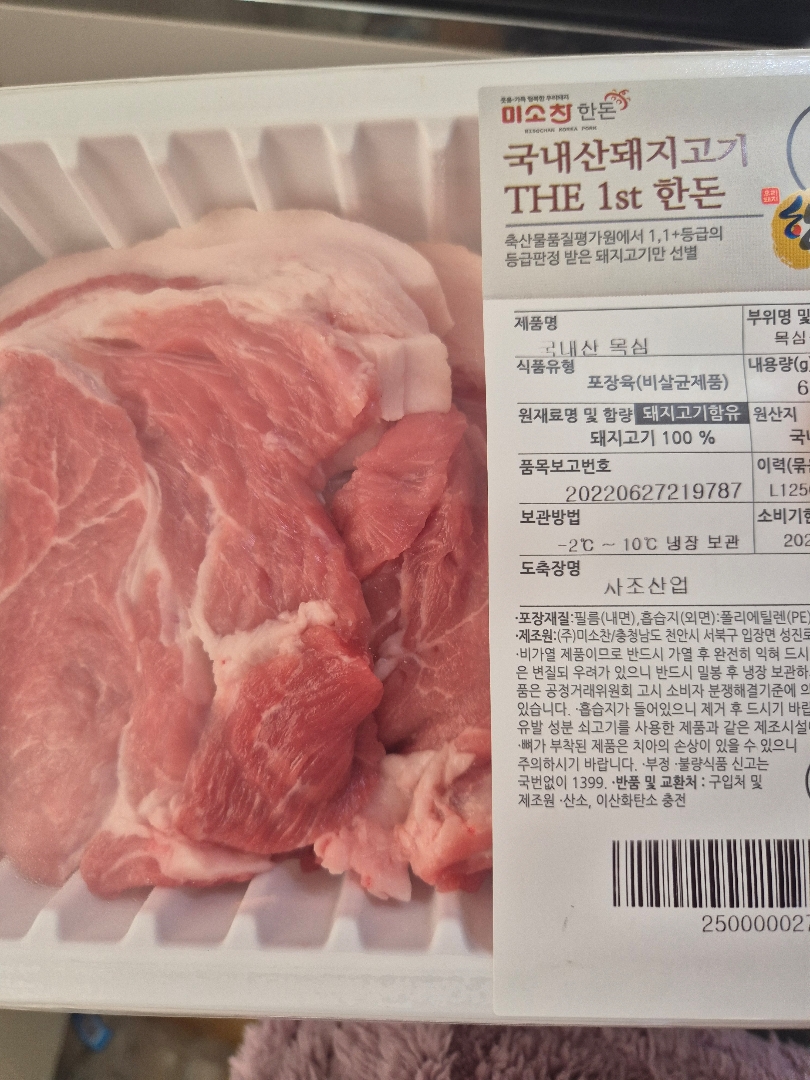 미소찬 한돈
MISOCHAN KOREA PORK
국내산돼지고기
THE 1st 한돈
축산물품질평가원에서 1,1+등급의
등급판정 받은 돼지고기만 선별
제품명
국내산 목심
부위명 및
목심
식품유형
포장육(비살균제품)
내용량(g)
6
원재료명 및 함량 돼지고기함유
돼지고기 100 %
원산지
국
품목보고번호
20220627219787
이력(묶
L125
보관방법
-2℃ ~ 10℃ 냉장 보관
소비기한
202
도축장명
사조산업
·포장재질:필름(내면),흡습지(외면):폴리에틸렌(PE)
·제조원:(주)미소찬/충청남도 천안시 서북구 입장면 성진로
·비가열 제품이므로 반드시 가열 후 완전히 익혀 드시
은 변질되 우려가 있으니 반드시 밀봉 후 냉장 보관하
품은 공정거래위원회 고시 소비자 분쟁해결기준에 의
있습니다. ·흡습지가 들어있으니 제거 후 드시기 바랍
유발 성분 쇠고기를 사용한 제품과 같은 제조시설
·뼈가 부착된 제품은 치아의 손상이 있을 수 있으니
주의하시기 바랍니다. ·부정 ·불량식품 신고는
국번없이 1399. ·반품 및 교환처 : 구입처 및
제조원 ·산소, 이산화탄소 충전
250000027